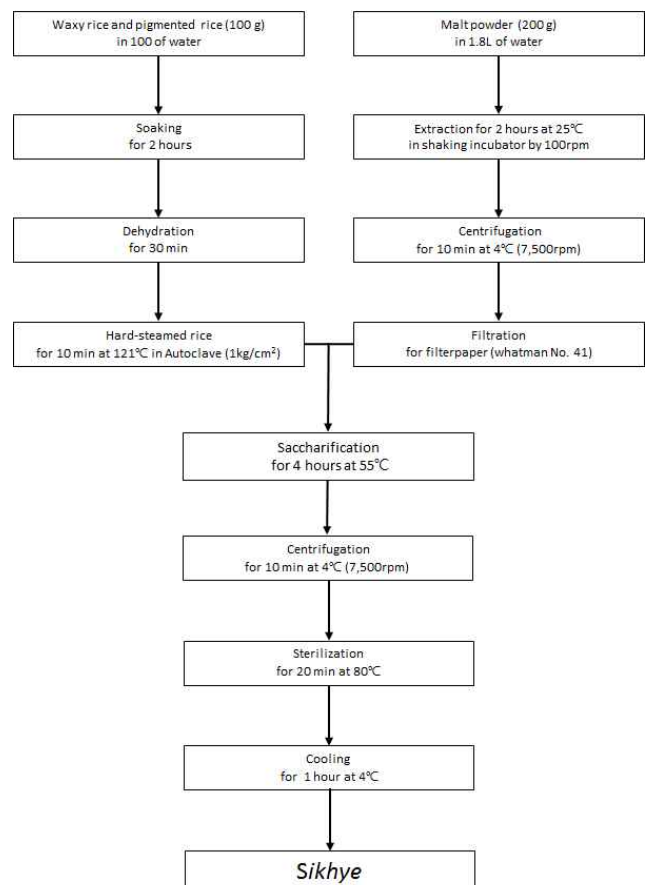 Waxy rice and pigmented rice (100 g)
in 100 of water
Malt powder (200 g)
in 1.8L of water
Soaking
for 2 hours
Extraction for 2 hours at 25℃
in shaking incubator by 100rpm
Dehydration
for 30 min
Centrifugation
for 10 min at 4℃ (7,500rpm)
Hard-steamed rice
for 10 min at 121℃ in Autoclave (1kg/cm²)
Filtration
for filterpaper (whatman No. 41)
Saccharification
for 4 hours at 55℃
Centrifugation
for 10 min at 4℃ (7,500rpm)
Sterilization
for 20 min at 80℃
Cooling
for 1 hour at 4℃
Sikhye